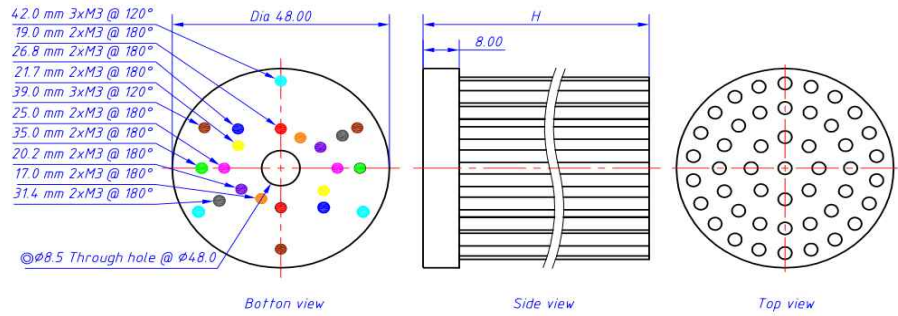 42.0 mm 3xM3 @ 120°
19.0 mm 2xM3 @ 180°
26.8 mm 2xM3 @ 180°
21.7 mm 2xM3 @ 180°
39.0 mm 3xM3 @ 120°
25.0 mm 2xM3 @ 180°
35.0 mm 2xM3 @ 180°
20.2 mm 2xM3 @ 180°
17.0 mm 2xM3 @ 180°
31.4 mm 2xM3 @ 180°
Dia 48.00
H
8.00
◎Ø8.5 Through hole @ Ø48.0
Botton view
Side view
Top view